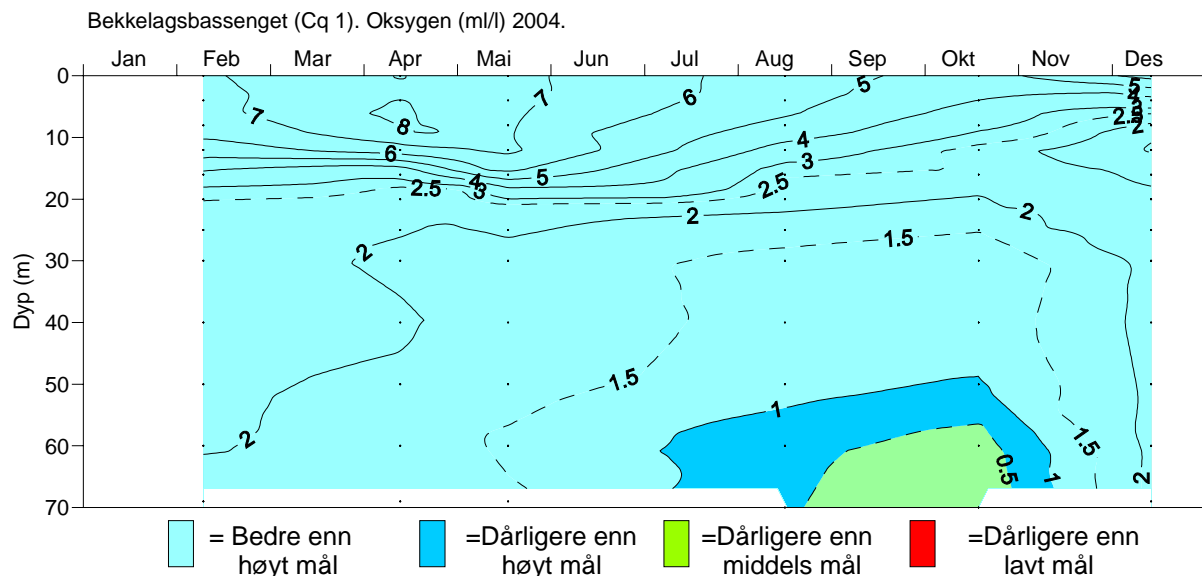 Bekkelagsbassenget (Cq 1). Oksygen (ml/l) 2004.
Jan Feb Mar Apr Mai Jun Jul Aug Sep Okt Nov Des
0
10
20
30
40
50
60
70
Dyp (m)
7 8 7 6 5 5 4 3 2.5 2
6 5 4 3 2.5 4 3 2.5
2 2 2
1.5
1.5 1
2 1.5
0.5 1 2
= Bedre enn høyt mål
=Dårligere enn høyt mål
=Dårligere enn middels mål
=Dårligere enn lavt mål